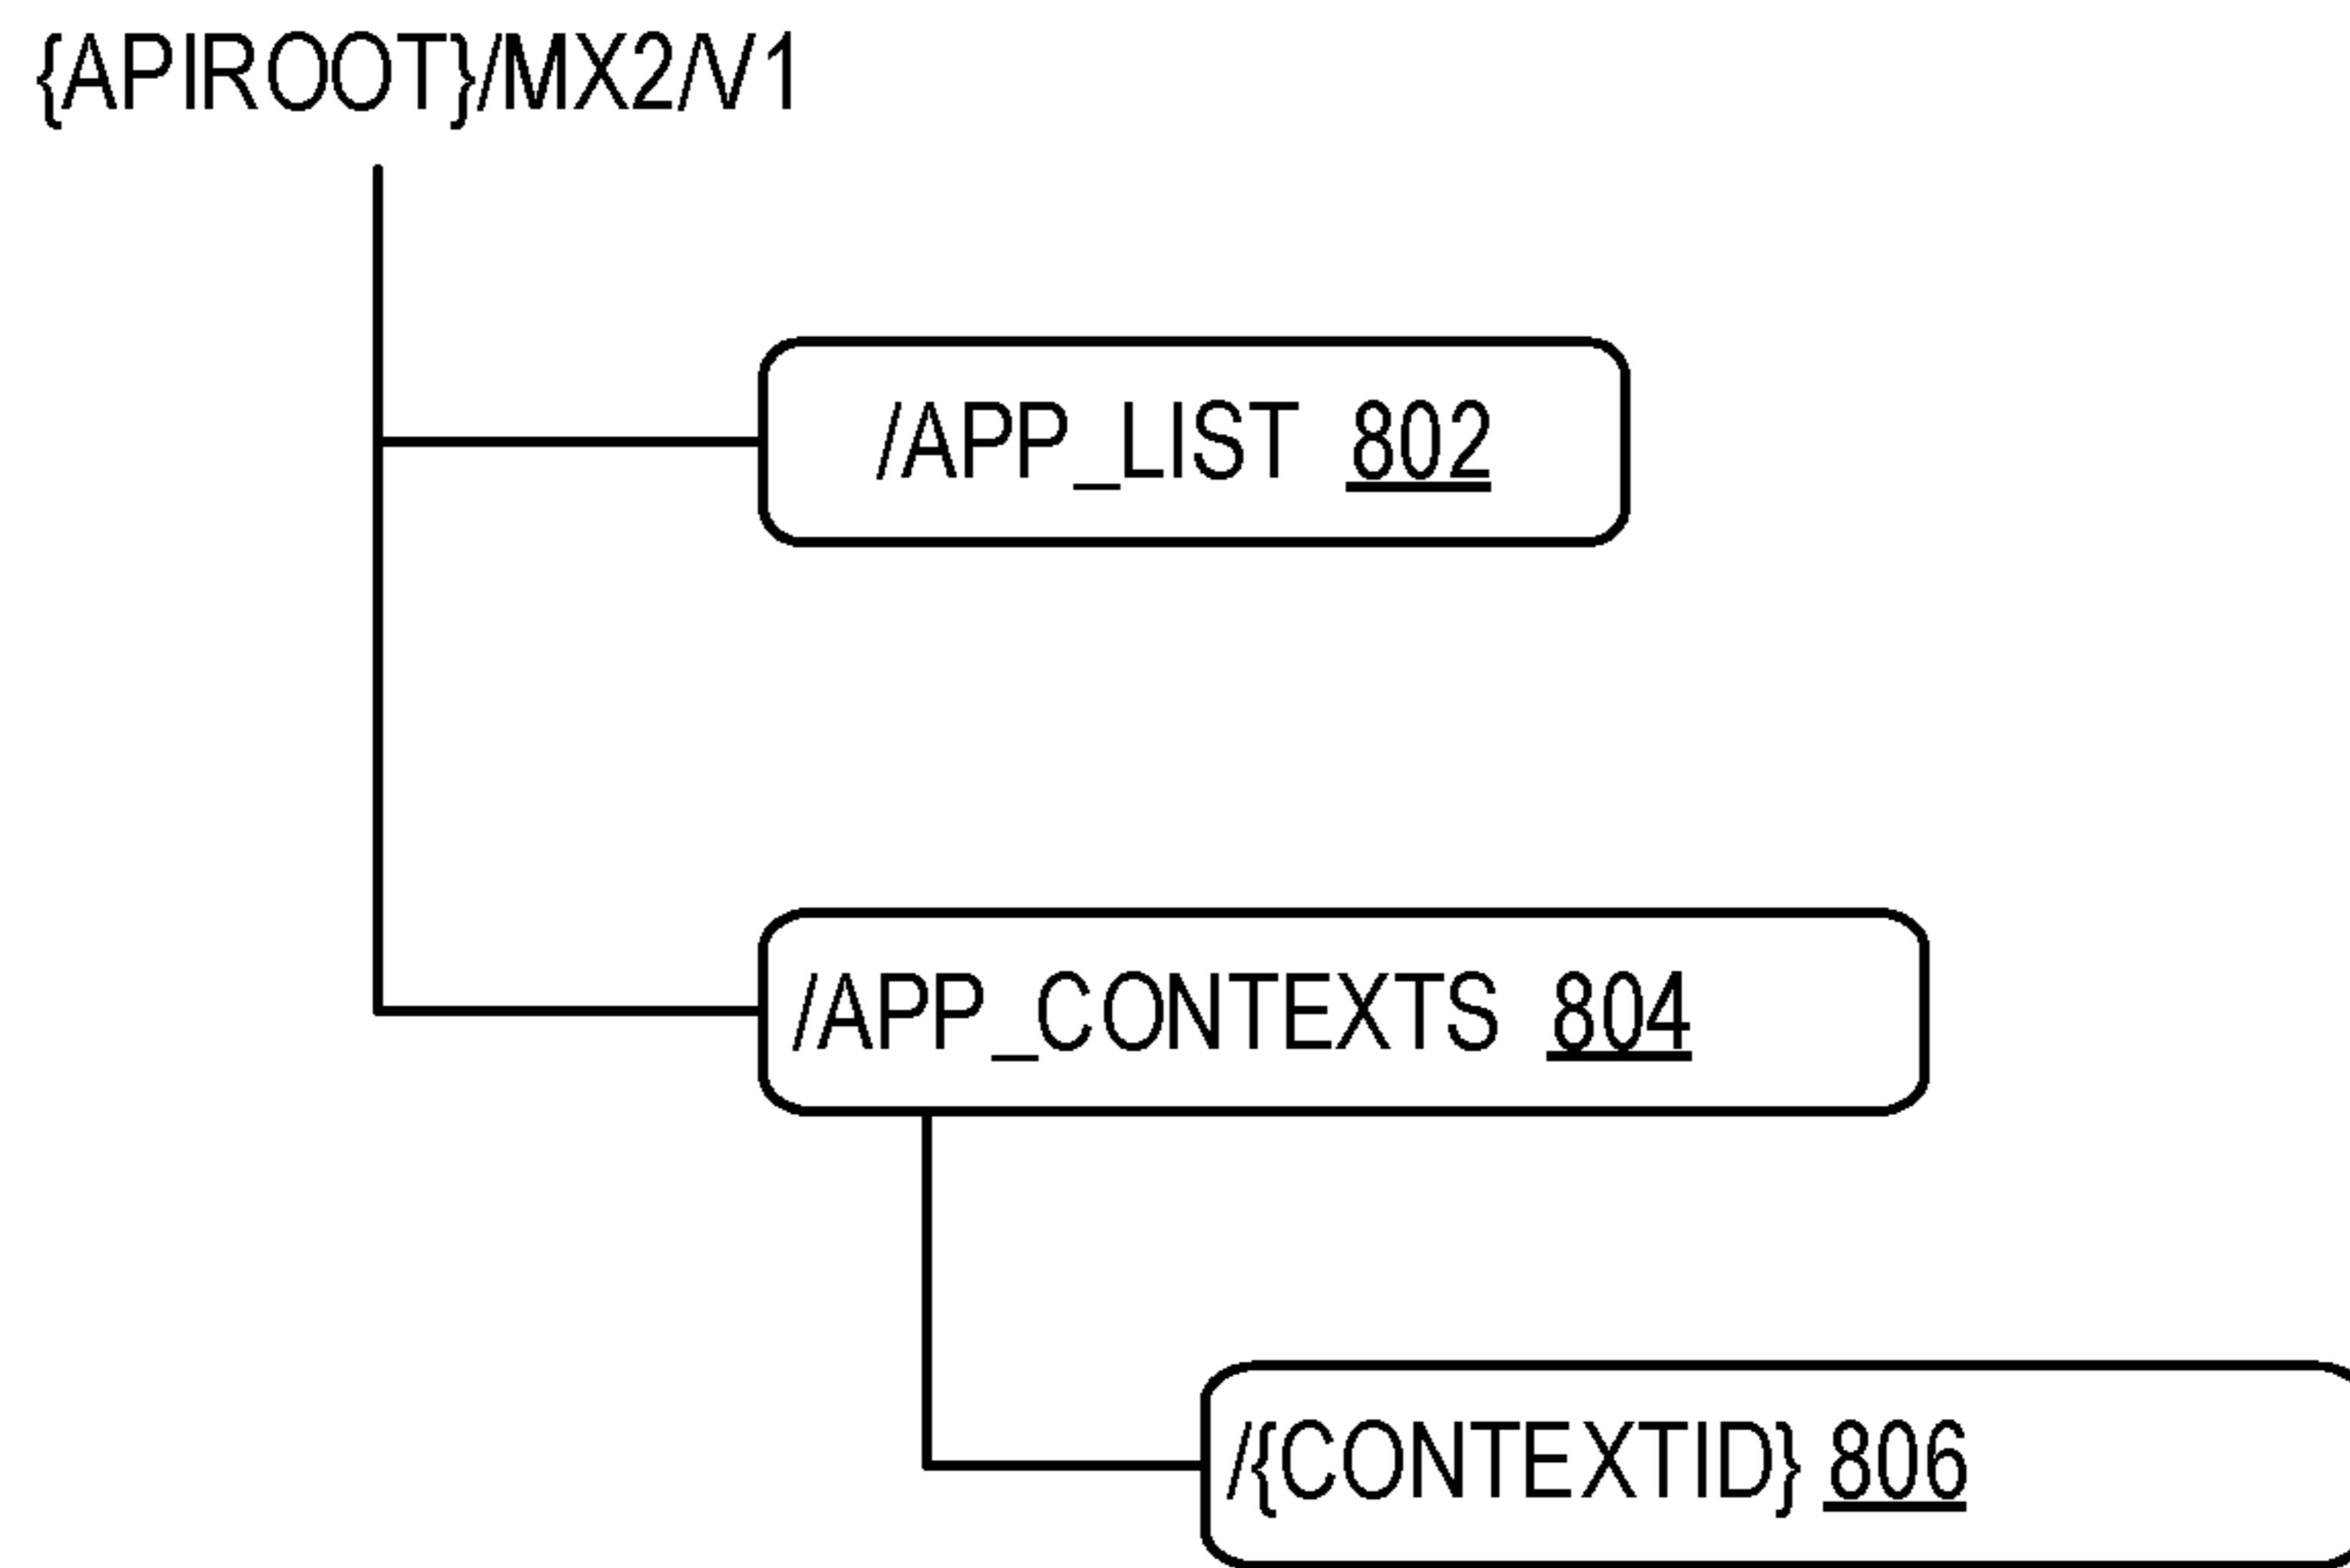 {APIROOT}/MX2/V1
/APP_LIST 802
/APP_CONTEXTS 804
/{CONTEXTID} 806